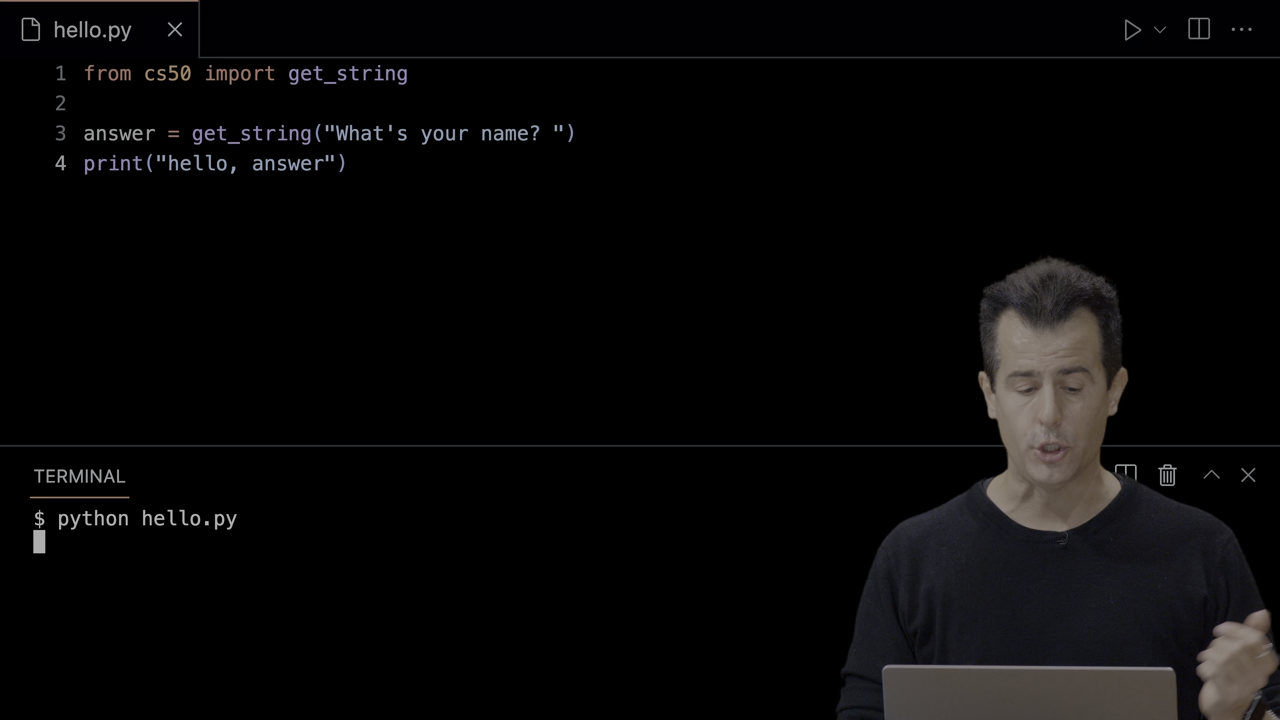 hello.py
1 from cs50 import get_string
2
3 answer = get_string("What's your name? ")
4 print("hello, answer")
TERMINAL
$ python hello.py